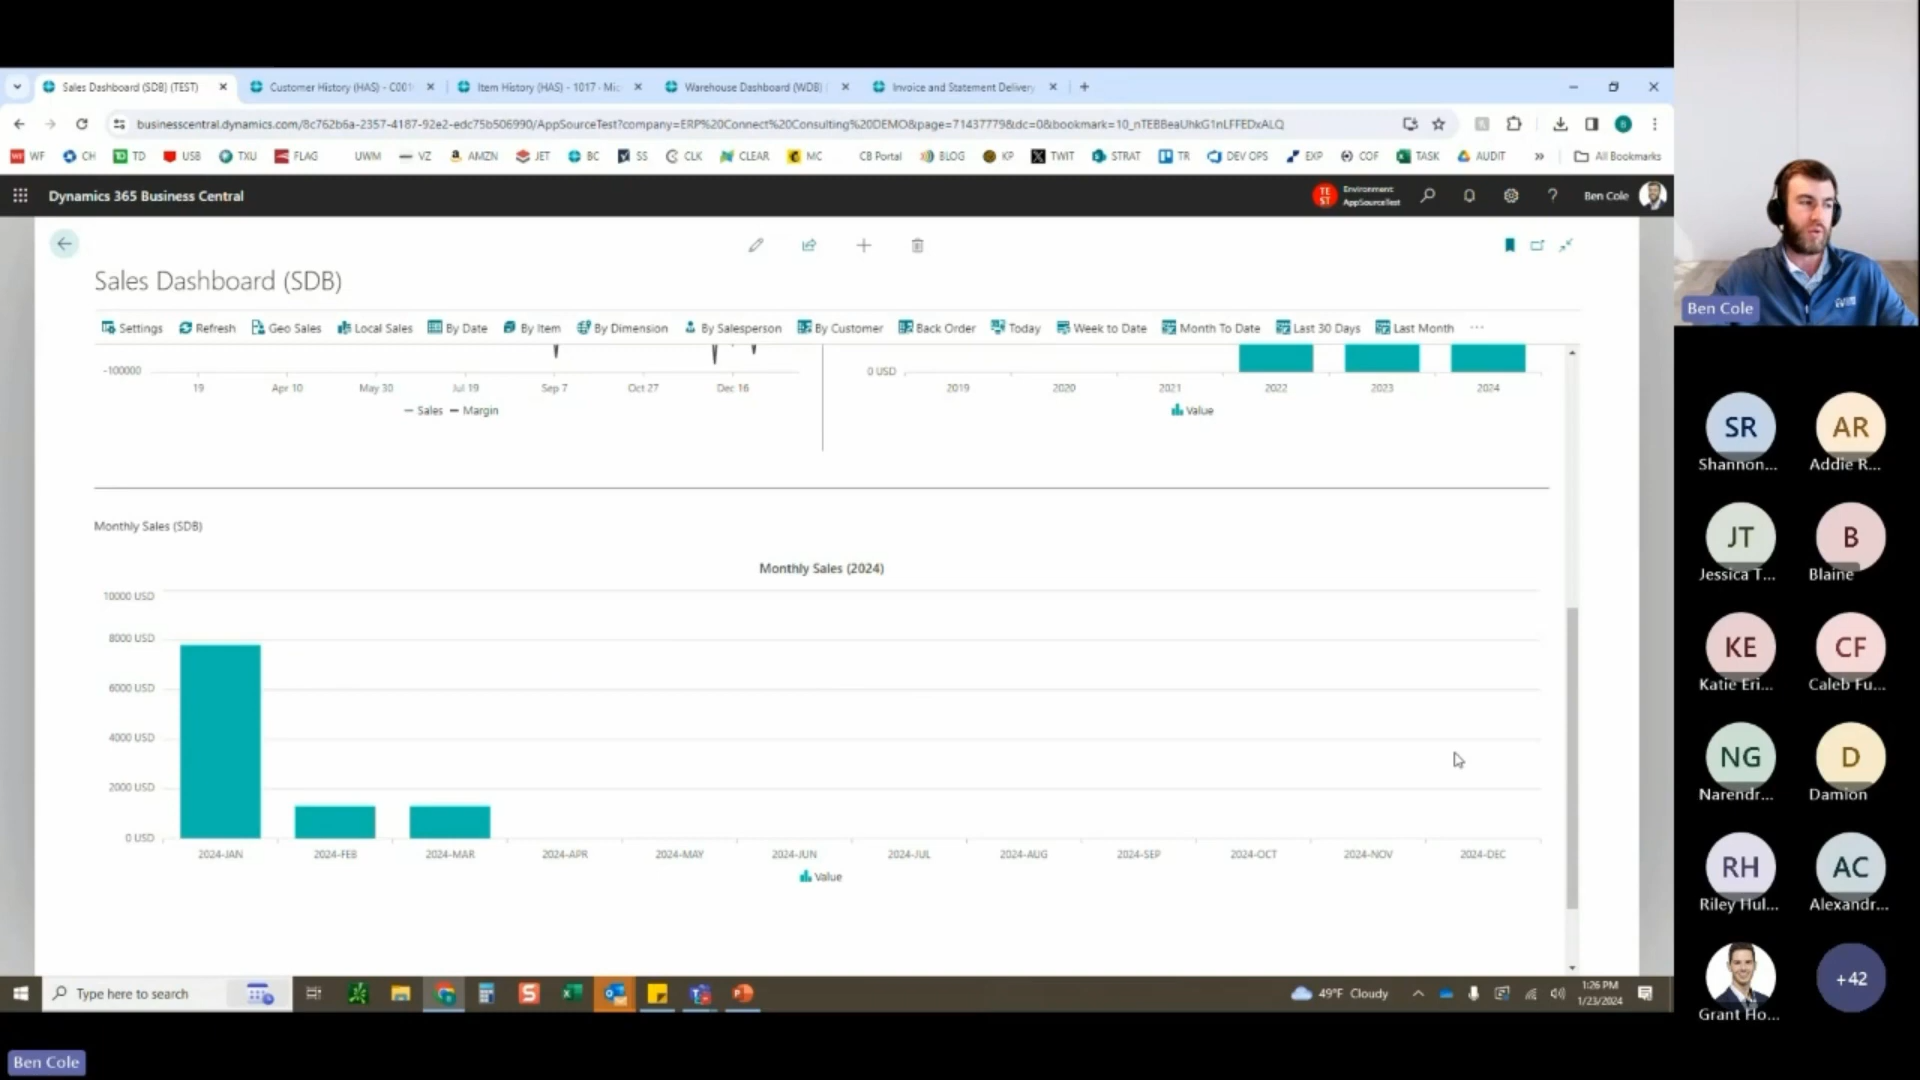 Sales Dashboard (SDB) (TEST)
Customer History (HAS) - C001
Item History (HAS) - 1017 - Mic
Warehouse Dashboard (WDB)
Invoice and Statement Delivery
businesscentral.dynamics.com/8c762b6a-2357-4187-92e2-edc75b506990/AppSourceTest?company=ERP%20Connect%20Consulting%20DEMO&page=71437779&dc=0&bookmark=10_nTEBBeaUhkG1nLFFEDxALQ
WF CH TD USB TXU FLAG UWM VZ AMZN JET BC SS CLK CLEAR MC CB Portal BLOG KP TWIT STRAT TR DEV OPS EXP COF TASK AUDIT » All Bookmarks
Dynamics 365 Business Central
TE ST
Environment:
AppSourceTest
Ben Cole
Sales Dashboard (SDB)
Settings Refresh Geo Sales Local Sales By Date By Item By Dimension By Salesperson By Customer Back Order Today Week to Date Month To Date Last 30 Days Last Month ...
-100000
19 Apr 10 May 30 Jul 19 Sep 7 Oct 27 Dec 16
Sales Margin
0 USD
2019 2020 2021 2022 2023 2024
Value
Monthly Sales (SDB)
Monthly Sales (2024)
10000 USD
8000 USD
6000 USD
4000 USD
2000 USD
0 USD
2024-JAN 2024-FEB 2024-MAR 2024-APR 2024-MAY 2024-JUN 2024-JUL 2024-AUG 2024-SEP 2024-OCT 2024-NOV 2024-DEC
Value
Type here to search
49°F Cloudy
1:26 PM
1/23/2024
Ben Cole
Ben Cole
SR
Shannon...
AR
Addie R...
JT
Jessica T...
B
Blaine
KE
Katie Eri...
CF
Caleb Fu...
NG
Narendr...
D
Damion
RH
Riley Hul...
AC
Alexandr...
Grant Ho...
+42